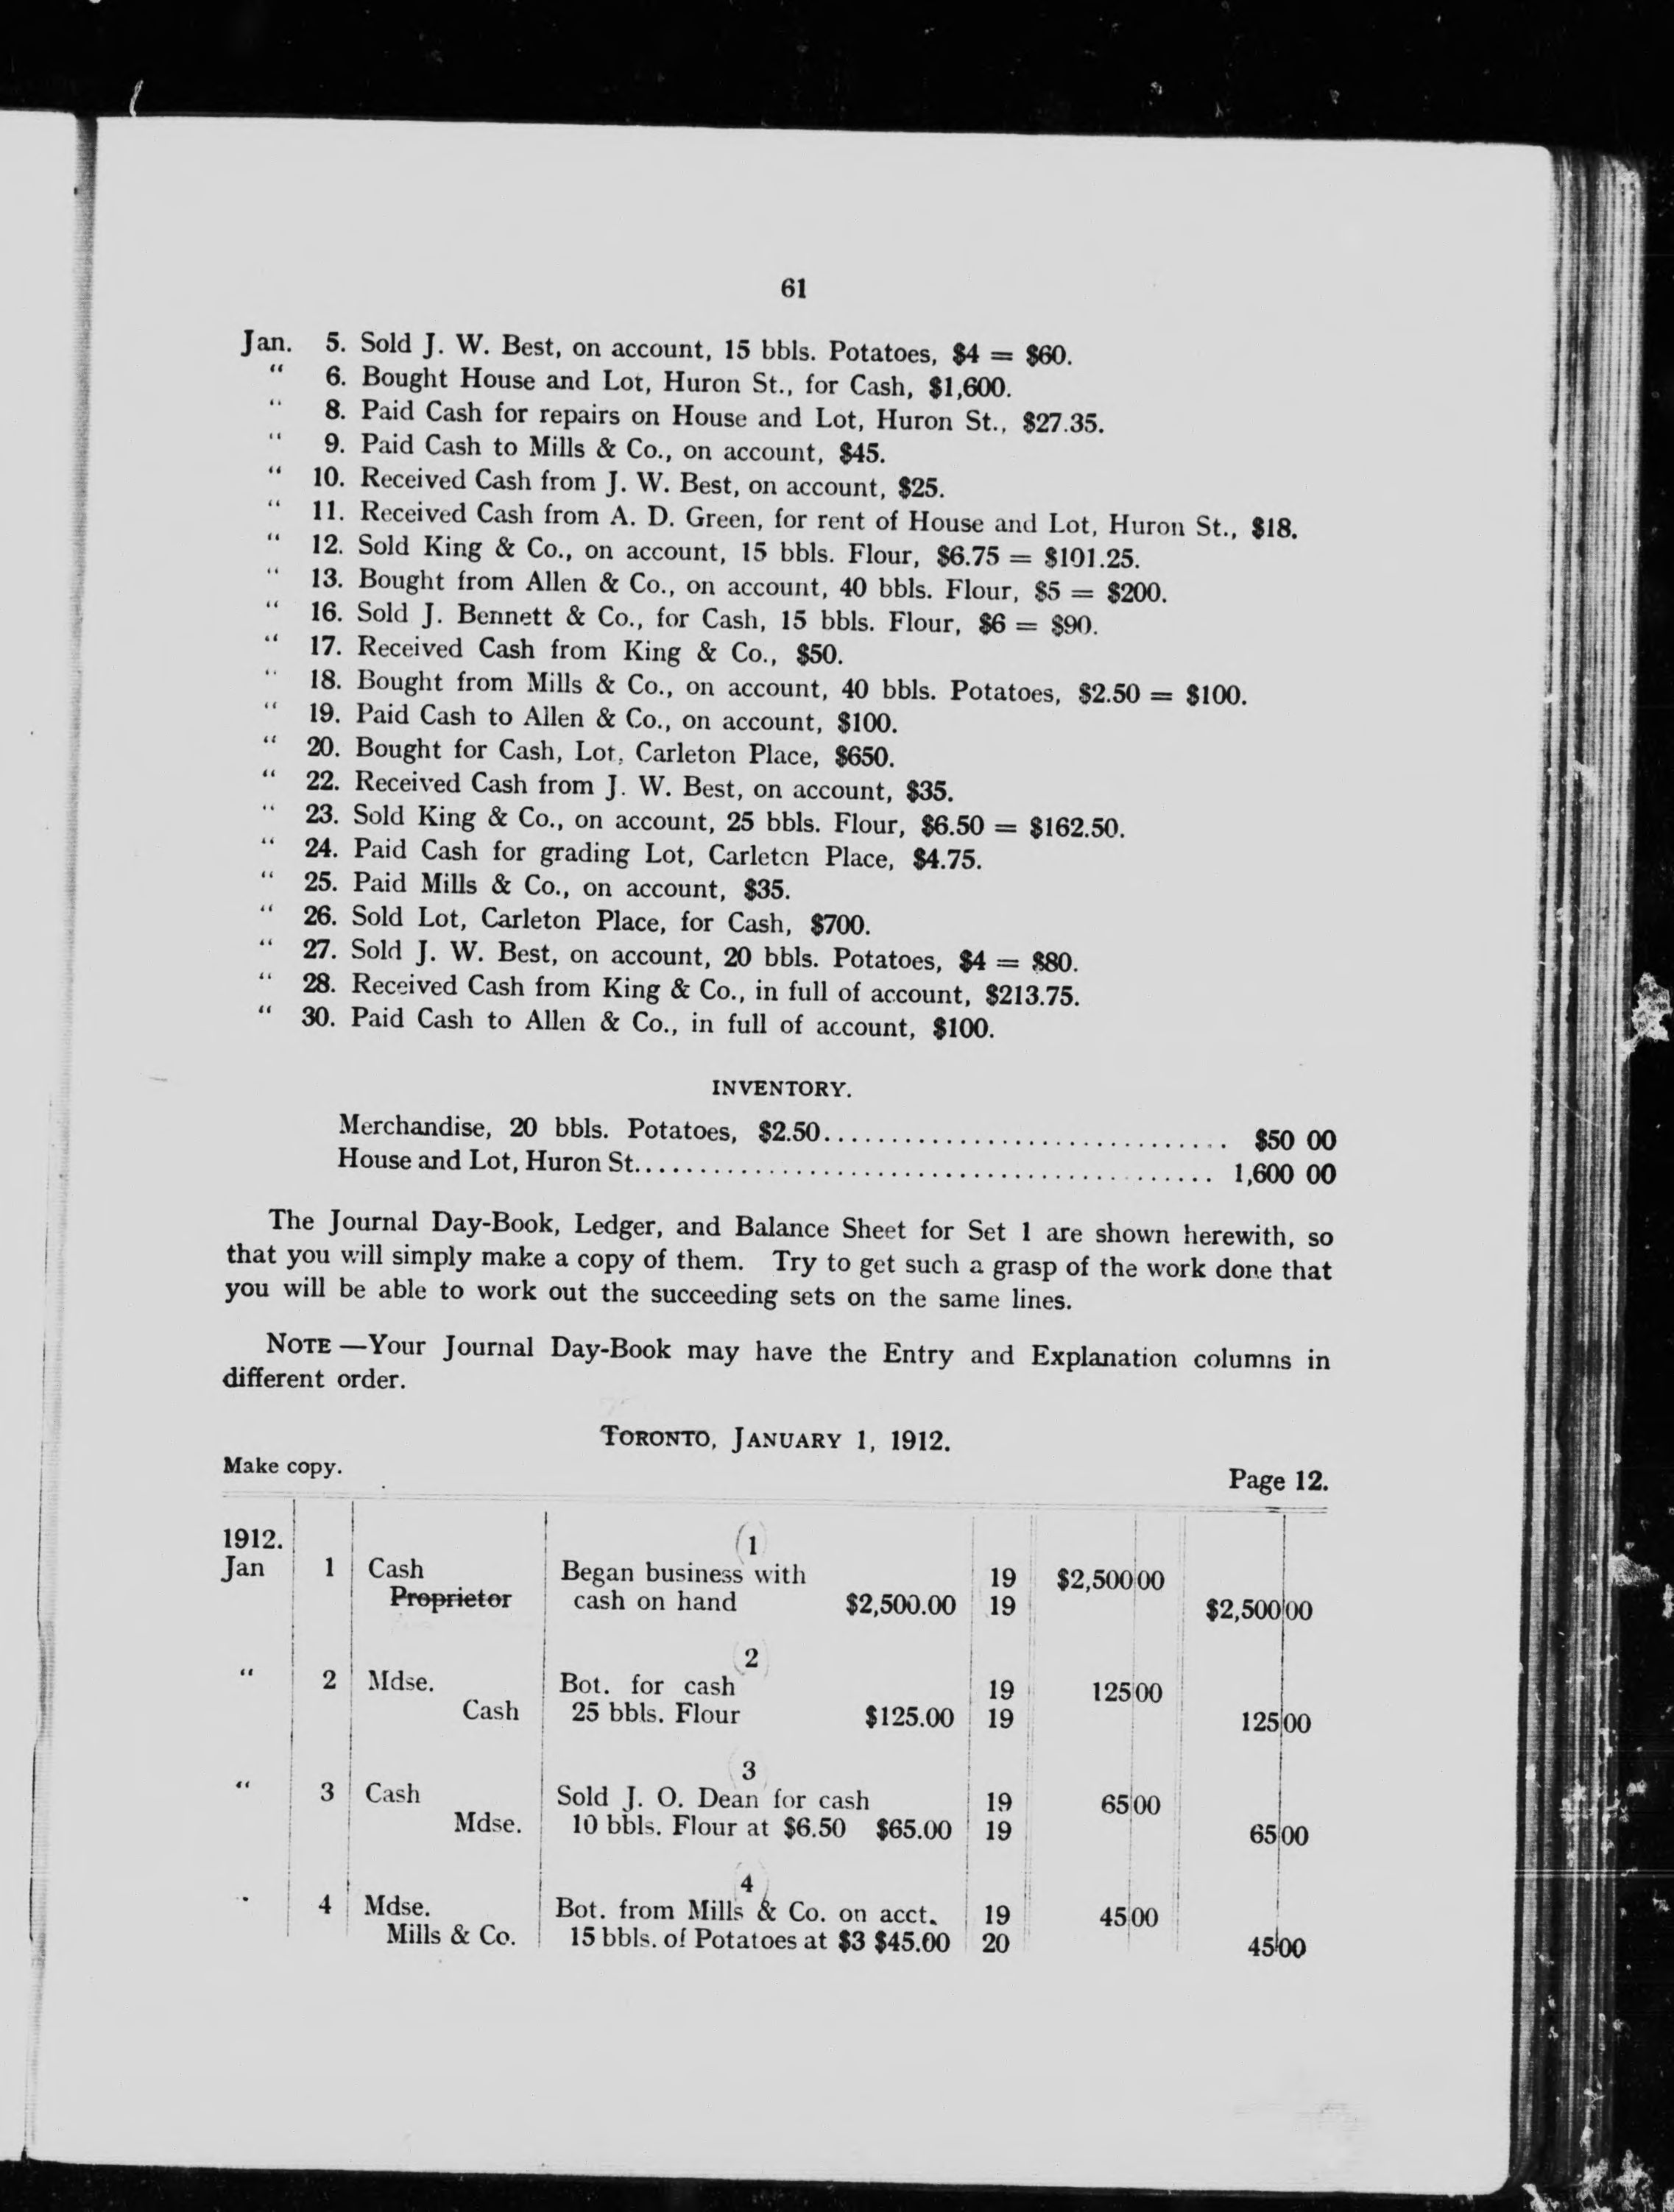 61
Jan. 5. Sold J. W. Best, on account, 15 bbls. Potatoes, $4 = $60.
“ 6. Bought House and Lot, Huron St., for Cash, $1,600.
“ 8. Paid Cash for repairs on House and Lot, Huron St., $27.35.
“ 9. Paid Cash to Mills & Co., on account, $45.
“ 10. Received Cash from J. W. Best, on account, $25.
“ 11. Received Cash from A. D. Green, for rent of House and Lot, Huron St., $18.
“ 12. Sold King & Co., on account, 15 bbls. Flour, $6.75 = $101.25.
“ 13. Bought from Allen & Co., on account, 40 bbls. Flour, $5 = $200.
“ 16. Sold J. Bennett & Co., for Cash, 15 bbls. Flour, $6 = $90.
“ 17. Received Cash from King & Co., $50.
“ 18. Bought from Mills & Co., on account, 40 bbls. Potatoes, $2.50 = $100.
“ 19. Paid Cash to Allen & Co., on account, $100.
“ 20. Bought for Cash, Lot, Carleton Place, $650.
“ 22. Received Cash from J. W. Best, on account, $35.
“ 23. Sold King & Co., on account, 25 bbls. Flour, $6.50 = $162.50.
“ 24. Paid Cash for grading Lot, Carleton Place, $4.75.
“ 25. Paid Mills & Co., on account, $35.
“ 26. Sold Lot, Carleton Place, for Cash, $700.
“ 27. Sold J. W. Best, on account, 20 bbls. Potatoes, $4 = $80.
“ 28. Received Cash from King & Co., in full of account, $213.75.
“ 30. Paid Cash to Allen & Co., in full of account, $100.
INVENTORY.
Merchandise, 20 bbls. Potatoes, $2.50.............................. $50 00
House and Lot, Huron St.......................................... 1,600 00
The Journal Day-Book, Ledger, and Balance Sheet for Set 1 are shown herewith, so
that you will simply make a copy of them. Try to get such a grasp of the work done that
you will be able to work out the succeeding sets on the same lines.
NOTE —Your Journal Day-Book may have the Entry and Explanation columns in
different order.
TORONTO, JANUARY 1, 1912.
Make copy. Page 12.
1912. (1)
Jan 1 Cash Began business with 19 $2,500 00
Proprietor cash on hand $2,500.00 19 $2,500 00
(2)
“ 2 Mdse. Bot. for cash 19 125 00
Cash 25 bbls. Flour $125.00 19 125 00
(3)
“ 3 Cash Sold J. O. Dean for cash 19 65 00
Mdse. 10 bbls. Flour at $6.50 $65.00 19 65 00
(4)
4 Mdse. Bot. from Mills & Co. on acct. 19 45 00
Mills & Co. 15 bbls. of Potatoes at $3 $45.00 20 45 00